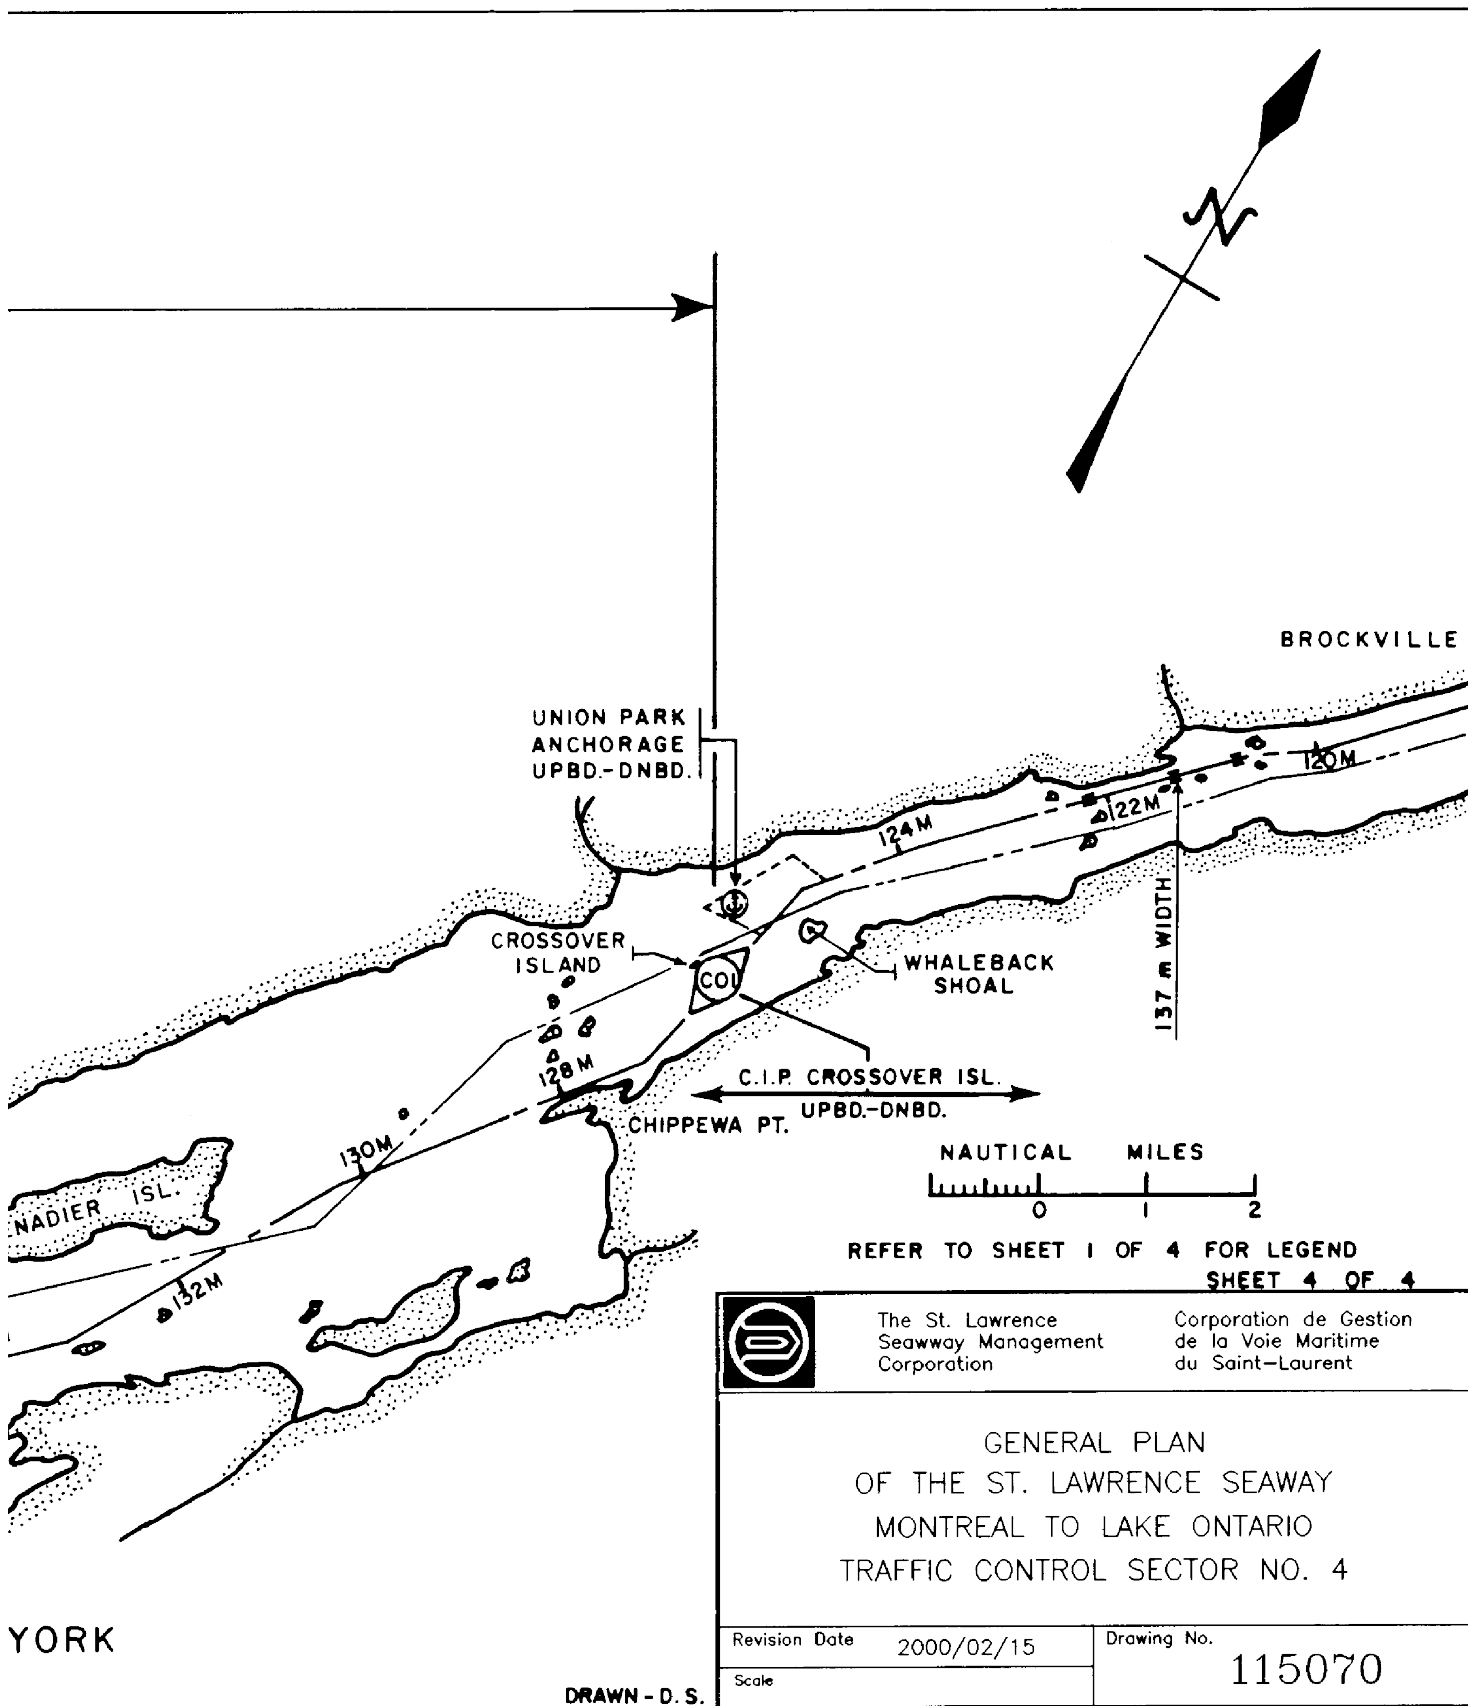 N
BROCKVILLE
UNION PARK
ANCHORAGE
UPBD.-DNBD.
120M
122M
124M
137 m WIDTH
CROSSOVER
ISLAND
COI
WHALEBACK
SHOAL
128M
C.I.P. CROSSOVER ISL.
UPBD.-DNBD.
CHIPPEWA PT.
130M
NADIER ISL.
132M
NAUTICAL MILES
0 1 2
REFER TO SHEET 1 OF 4 FOR LEGEND
SHEET 4 OF 4
The St. Lawrence
Seawway Management
Corporation
Corporation de Gestion
de la Voie Maritime
du Saint-Laurent
GENERAL PLAN
OF THE ST. LAWRENCE SEAWAY
MONTREAL TO LAKE ONTARIO
TRAFFIC CONTROL SECTOR NO. 4
YORK
Revision Date 2000/02/15
Drawing No. 115070
Scale
DRAWN - D. S.